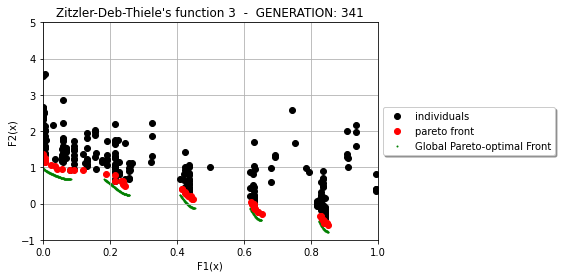 Zitzler-Deb-Thiele's function 3  -  GENERATION: 341
5
4
3
2
1
0
−1
F2(x)
0.0 0.2 0.4 0.6 0.8 1.0
F1(x)
individuals
pareto front
Global Pareto-optimal Front